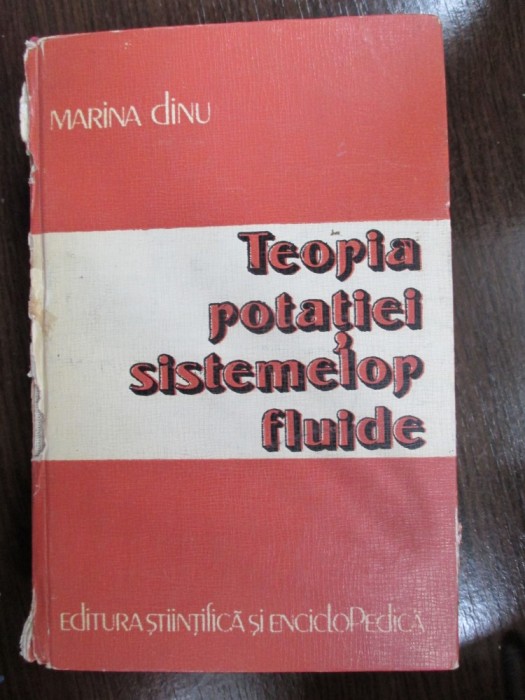 MARINA dINU
Teoria
rotației
sistemelor
fluide
EDITURA ȘTIINȚIFICĂ ȘI ENCICLOPEDICĂ